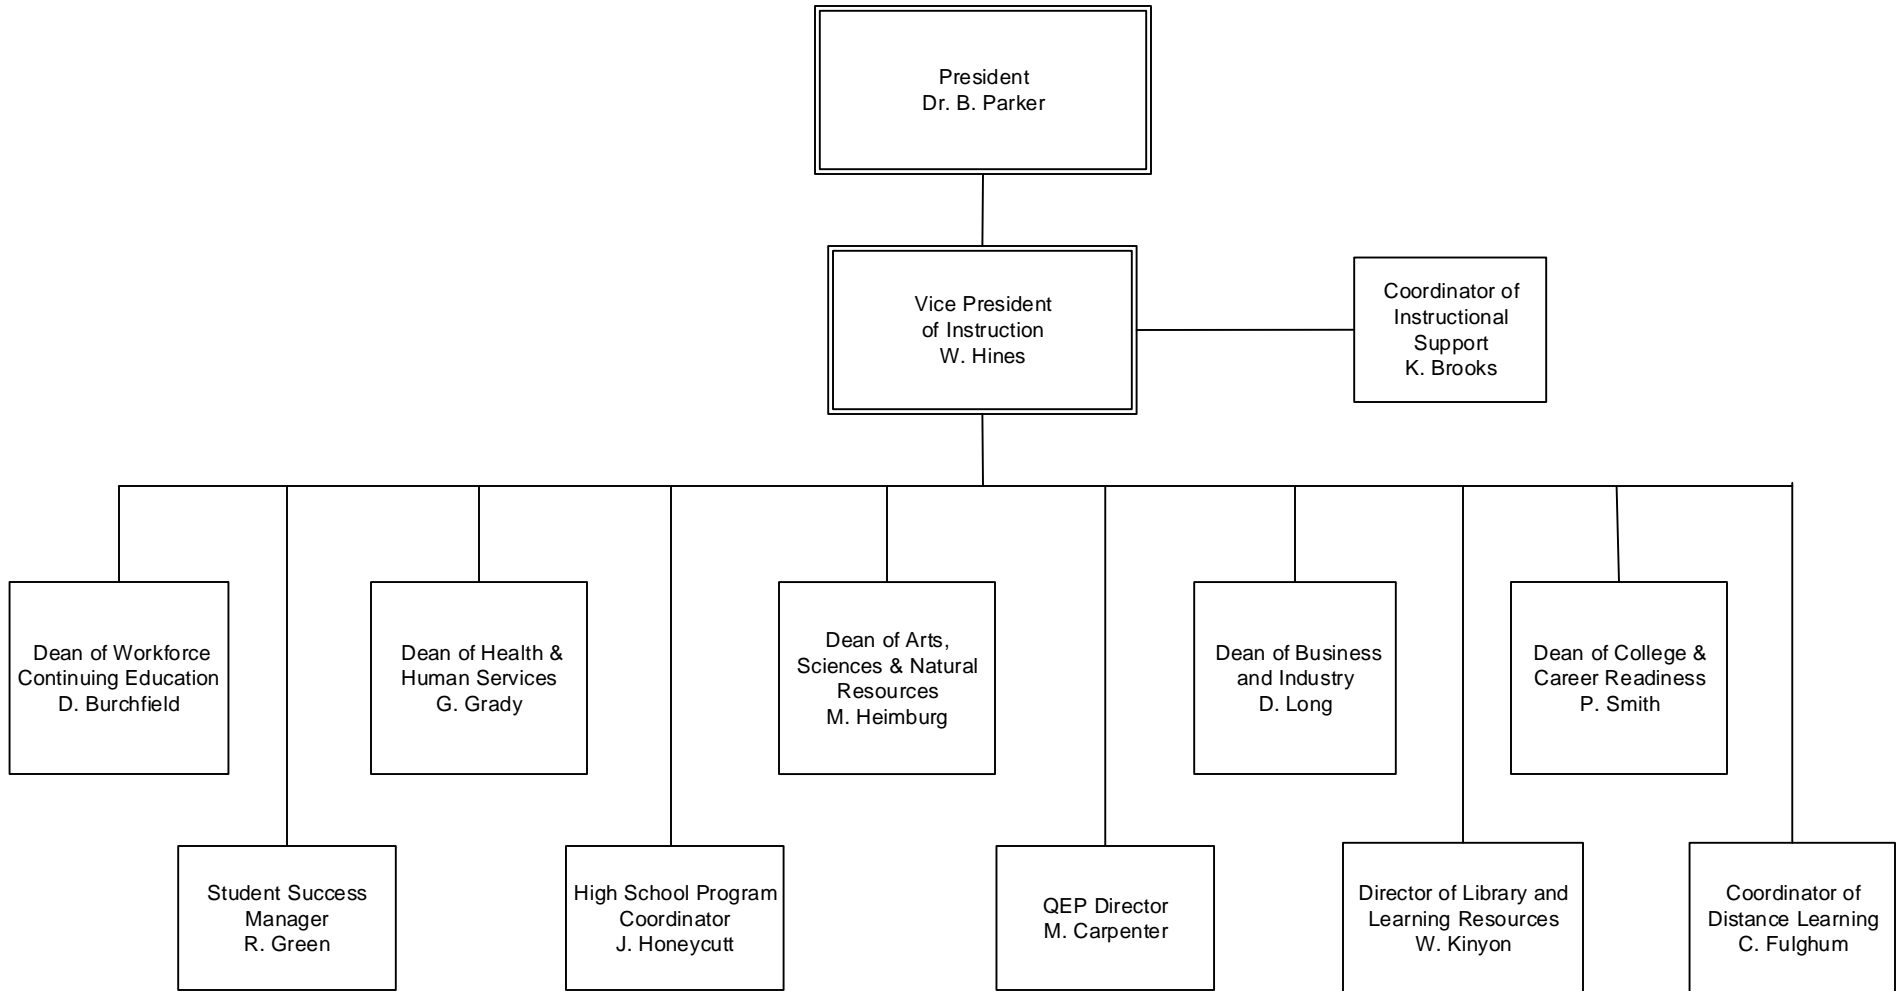 President
Dr. B. Parker
Vice President
of Instruction
W. Hines
Coordinator of
Instructional
Support
K. Brooks
Dean of Workforce
Continuing Education
D. Burchfield
Dean of Health &
Human Services
G. Grady
Dean of Arts,
Sciences & Natural
Resources
M. Heimburg
Dean of Business
and Industry
D. Long
Dean of College &
Career Readiness
P. Smith
Student Success
Manager
R. Green
High School Program
Coordinator
J. Honeycutt
QEP Director
M. Carpenter
Director of Library and
Learning Resources
W. Kinyon
Coordinator of
Distance Learning
C. Fulghum